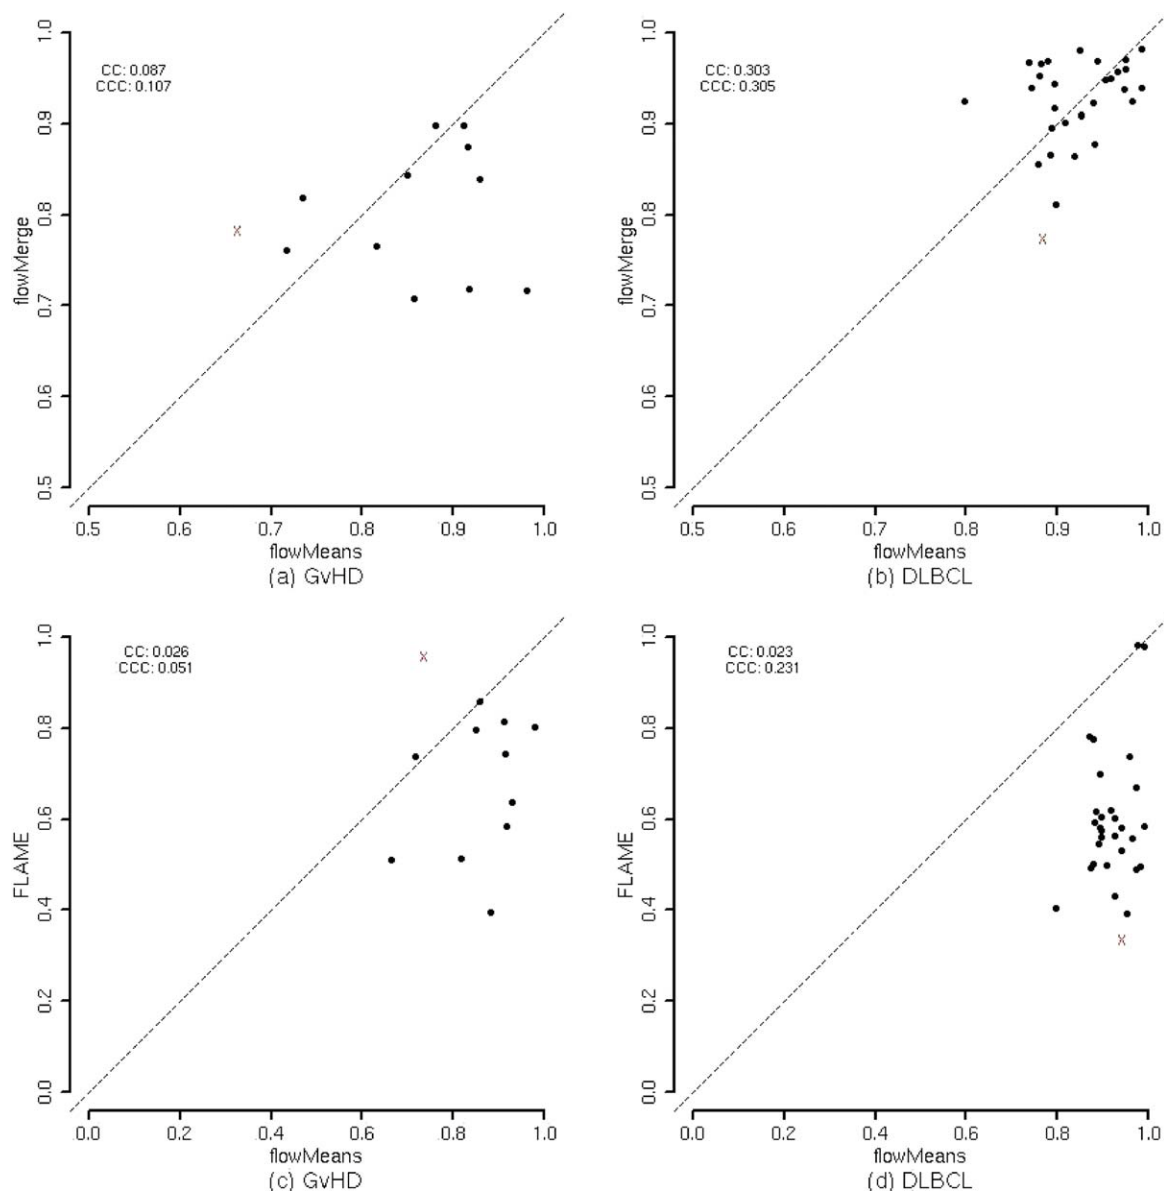 1.0
0.9
0.8
0.7
0.6
0.5
flowMerge
CC: 0.087
CCC: 0.107
0.5 0.6 0.7 0.8 0.9 1.0
flowMeans
(a) GvHD
1.0
0.9
0.8
0.7
0.6
0.5
flowMerge
CC: 0.303
CCC: 0.305
0.5 0.6 0.7 0.8 0.9 1.0
flowMeans
(b) DLBCL
1.0
0.8
0.6
0.4
0.2
0.0
FLAME
CC: 0.026
CCC: 0.051
0.0 0.2 0.4 0.6 0.8 1.0
flowMeans
(c) GvHD
1.0
0.8
0.6
0.4
0.2
0.0
FLAME
CC: 0.023
CCC: 0.231
0.0 0.2 0.4 0.6 0.8 1.0
flowMeans
(d) DLBCL